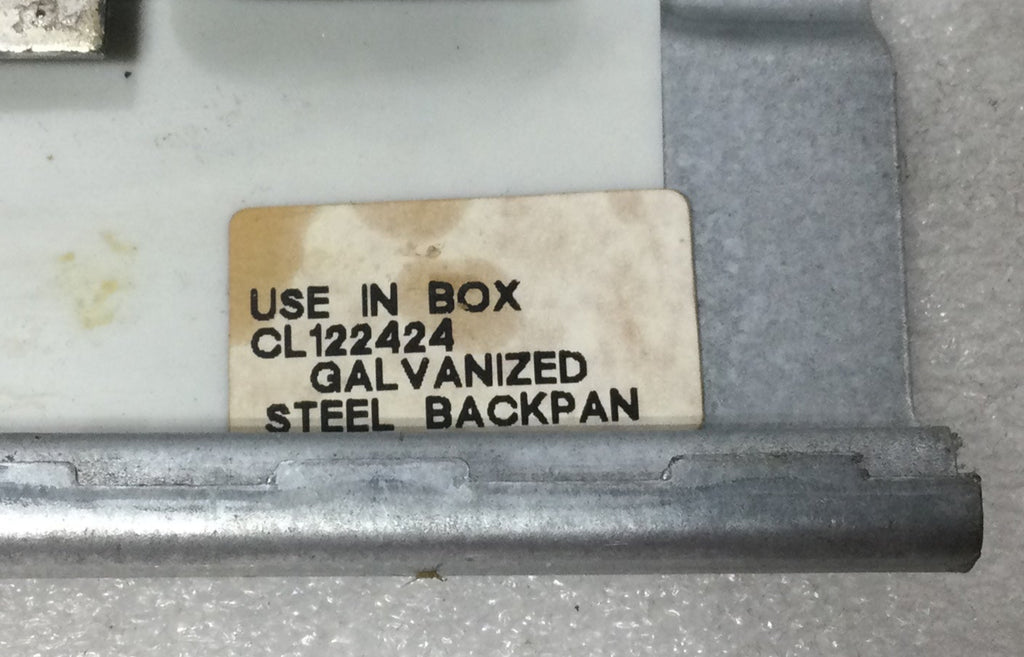 USE IN BOX
CL122424
GALVANIZED
STEEL BACKPAN